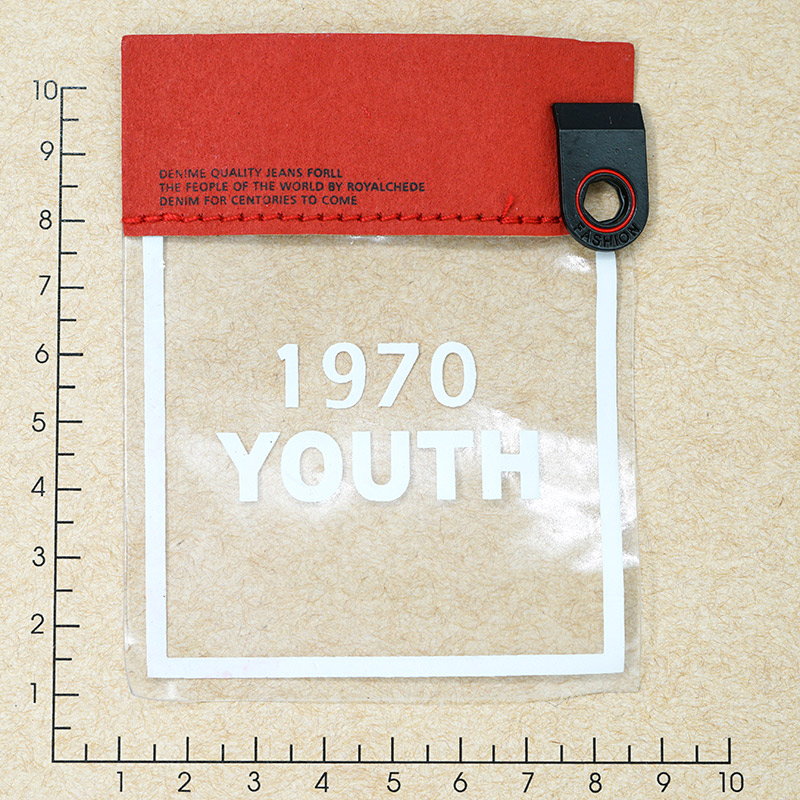 DENIME QUALITY JEANS FORLL
THE FEOPLE OF THE WORLD BY ROYALCHEDE
DENIM FOR CENTORIES TO COME
FASHION
1970
YOUTH
10
9
8
7
6
5
4
3
2
1
1 2 3 4 5 6 7 8 9 10